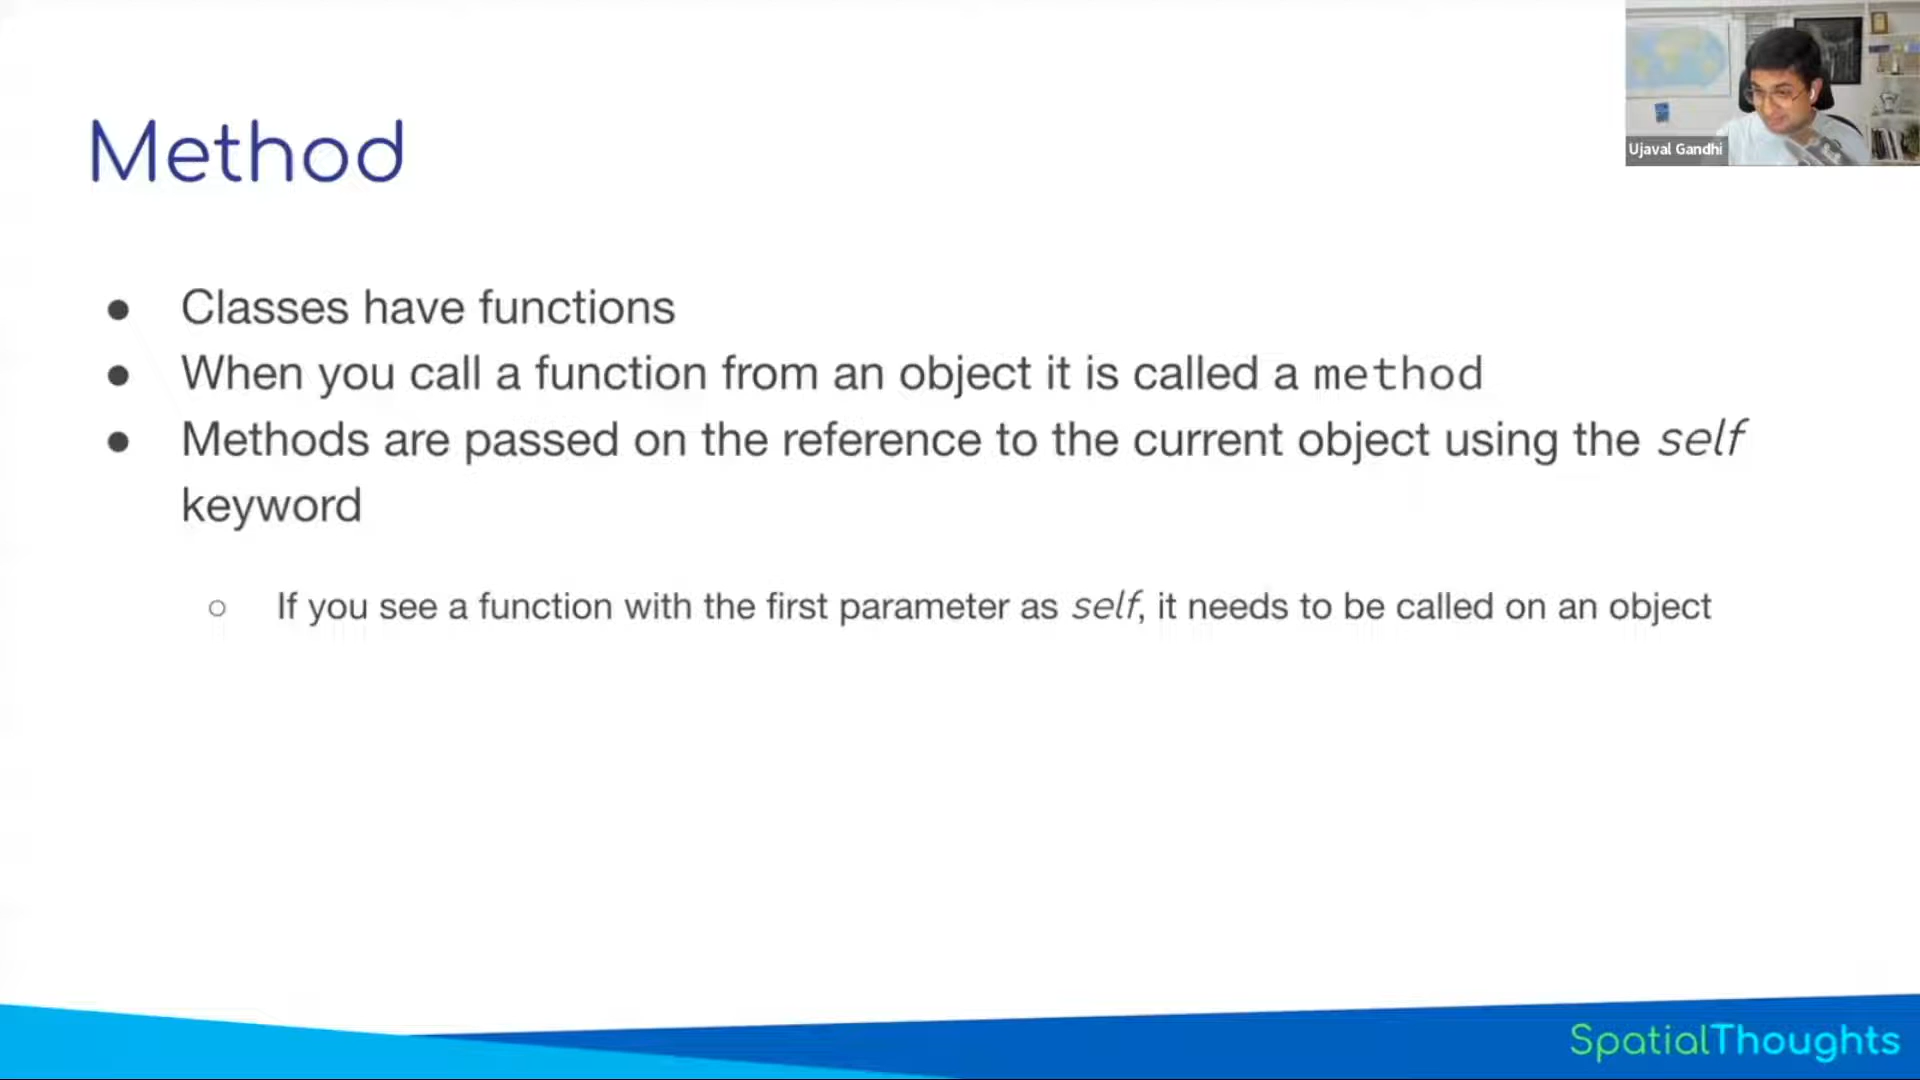 Method
Ujaval Gandhi
● Classes have functions
● When you call a function from an object it is called a method
● Methods are passed on the reference to the current object using the self
keyword
○ If you see a function with the first parameter as self, it needs to be called on an object
SpatialThoughts